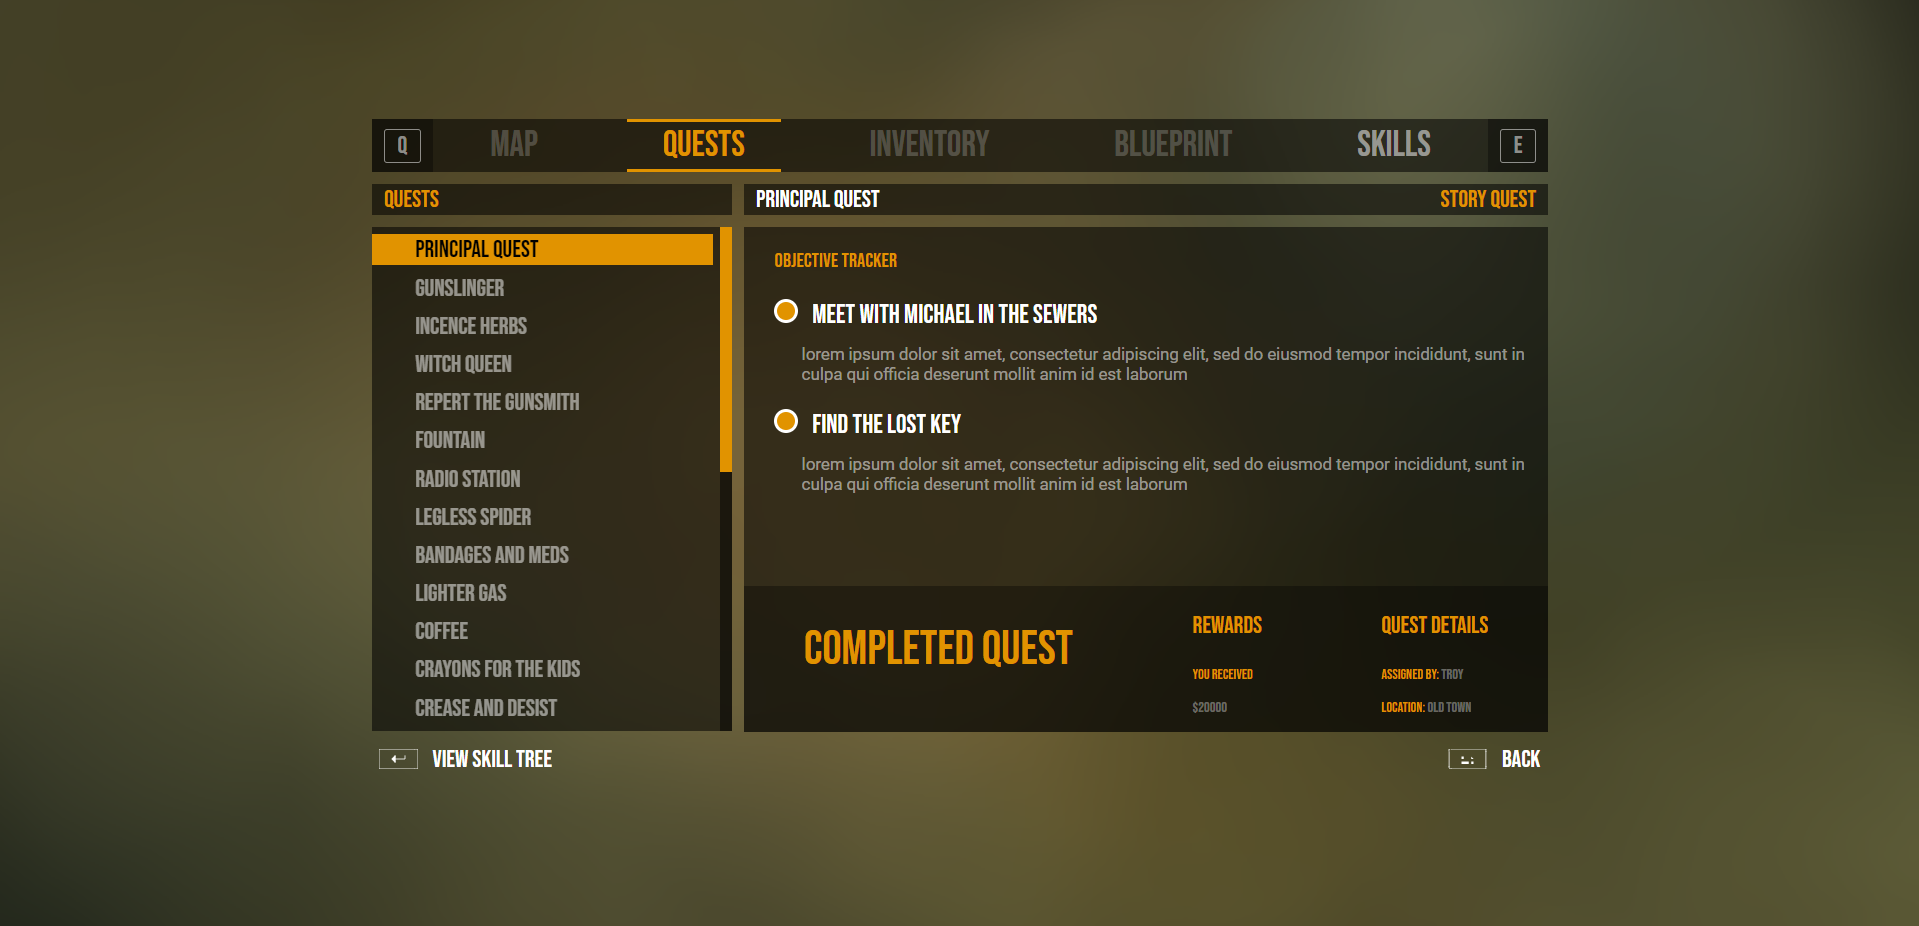 Q
MAP
QUESTS
INVENTORY
BLUEPRINT
SKILLS
E
QUESTS
PRINCIPAL QUEST
GUNSLINGER
INCENCE HERBS
WITCH QUEEN
REPERT THE GUNSMITH
FOUNTAIN
RADIO STATION
LEGLESS SPIDER
BANDAGES AND MEDS
LIGHTER GAS
COFFEE
CRAYONS FOR THE KIDS
CREASE AND DESIST
PRINCIPAL QUEST
STORY QUEST
OBJECTIVE TRACKER
MEET WITH MICHAEL IN THE SEWERS
lorem ipsum dolor sit amet, consectetur adipiscing elit, sed do eiusmod tempor incididunt, sunt in
culpa qui officia deserunt mollit anim id est laborum
FIND THE LOST KEY
lorem ipsum dolor sit amet, consectetur adipiscing elit, sed do eiusmod tempor incididunt, sunt in
culpa qui officia deserunt mollit anim id est laborum
COMPLETED QUEST
REWARDS
YOU RECEIVED
$20000
QUEST DETAILS
ASSIGNED BY: TROY
LOCATION: OLD TOWN
VIEW SKILL TREE
BACK